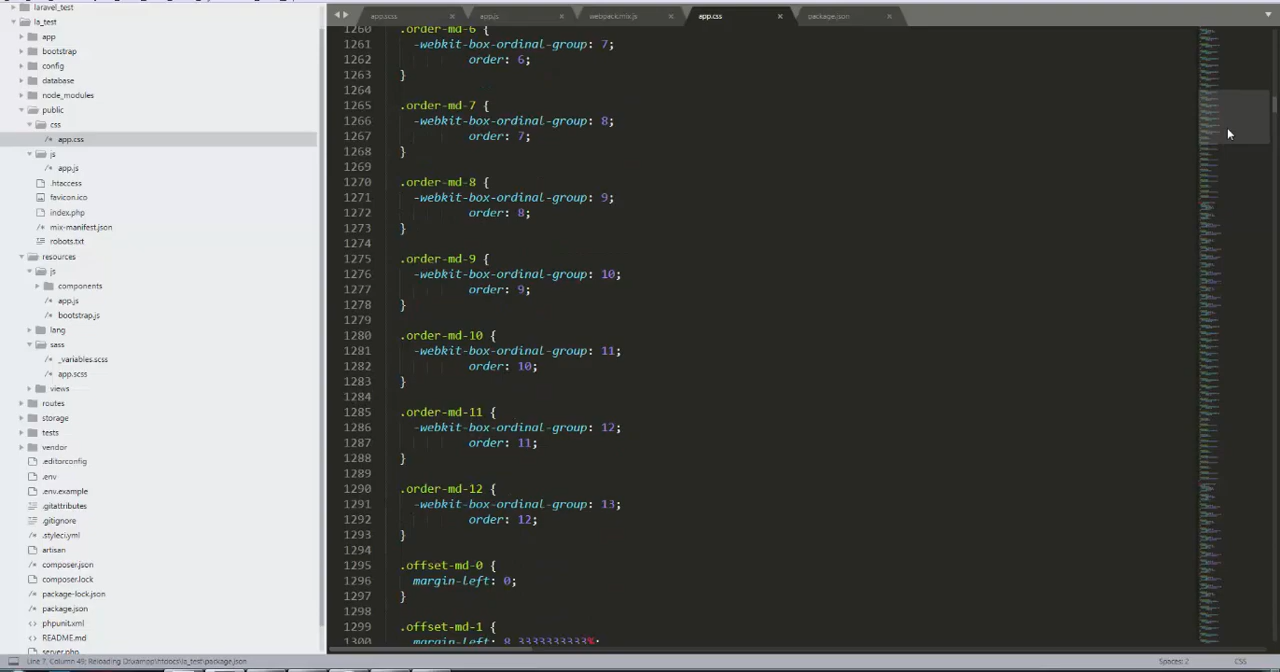 laravel_test
la_test
app
bootstrap
config
database
node_modules
public
css
/* app.css
js
/* app.js
.htaccess
favicon.ico
index.php
/* mix-manifest.json
robots.txt
resources
js
components
/* app.js
/* bootstrap.js
lang
sass
/* _variables.scss
/* app.scss
views
routes
storage
tests
vendor
.editorconfig
.env
.env.example
.gitattributes
.gitignore
/* .styleci.yml
artisan
/* composer.json
composer.lock
/* package-lock.json
/* package.json
phpunit.xml
README.md
server.php
app.scss × app.js × webpack.mix.js × app.css × package.json ×
1260 .order-md-6 {
1261 -webkit-box-ordinal-group: 7;
1262 order: 6;
1263 }
1264
1265 .order-md-7 {
1266 -webkit-box-ordinal-group: 8;
1267 order: 7;
1268 }
1269
1270 .order-md-8 {
1271 -webkit-box-ordinal-group: 9;
1272 order: 8;
1273 }
1274
1275 .order-md-9 {
1276 -webkit-box-ordinal-group: 10;
1277 order: 9;
1278 }
1279
1280 .order-md-10 {
1281 -webkit-box-ordinal-group: 11;
1282 order: 10;
1283 }
1284
1285 .order-md-11 {
1286 -webkit-box-ordinal-group: 12;
1287 order: 11;
1288 }
1289
1290 .order-md-12 {
1291 -webkit-box-ordinal-group: 13;
1292 order: 12;
1293 }
1294
1295 .offset-md-0 {
1296 margin-left: 0;
1297 }
1298
1299 .offset-md-1 {
1300 margin-left: 8.3333333333%;
Line 7, Column 49; Reloading D:\xampp\htdocs\la_test\package.json
Spaces: 2
CSS